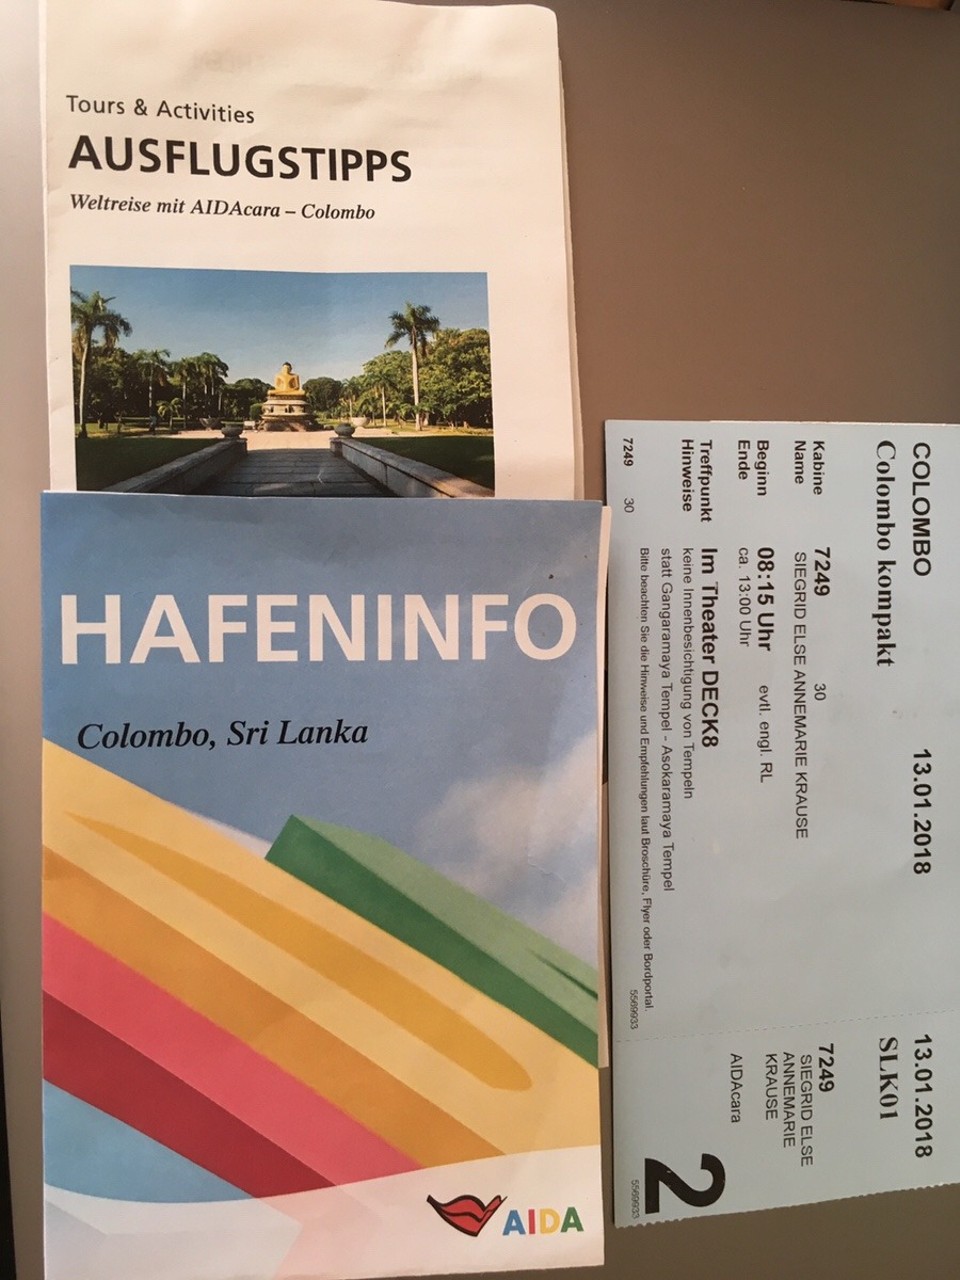 Tours & Activities
AUSFLUGSTIPPS
Weltreise mit AIDAcara – Colombo
HAFENINFO
Colombo, Sri Lanka
AIDA
COLOMBO 13.01.2018
Colombo kompakt
Kabine 7249 30
Name SIEGRID ELSE ANNEMARIE KRAUSE
Beginn 08:15 Uhr evtl. engl. RL
Ende ca. 13:00 Uhr
Treffpunkt Im Theater DECK8
Hinweise keine Innenbesichtigung von Tempeln
statt Gangaramaya Tempel - Asokaramaya Tempel
Bitte beachten Sie die Hinweise und Empfehlungen laut Broschüre, Flyer oder Bordportal.
7249 30 5569933
13.01.2018
SLK01
7249
SIEGRID ELSE
ANNEMARIE
KRAUSE
AIDAcara
2
5569933